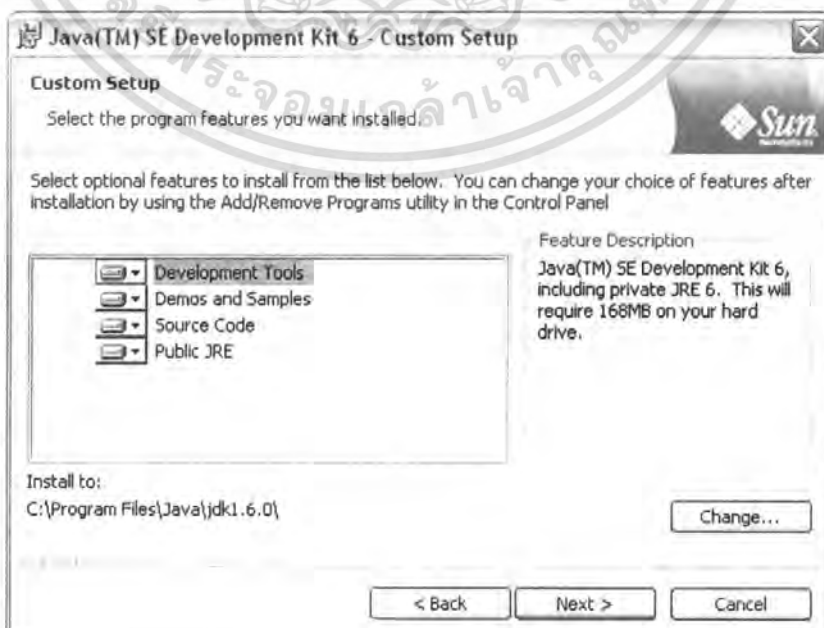 Java(TM) SE Development Kit 6 - Custom Setup
Custom Setup
Select the program features you want installed.
Sun
Select optional features to install from the list below. You can change your choice of features after
installation by using the Add/Remove Programs utility in the Control Panel
Development Tools
Demos and Samples
Source Code
Public JRE
Feature Description
Java(TM) SE Development Kit 6,
including private JRE 6. This will
require 168MB on your hard
drive.
Install to:
C:\Program Files\Java\jdk1.6.0\
Change...
< Back
Next >
Cancel